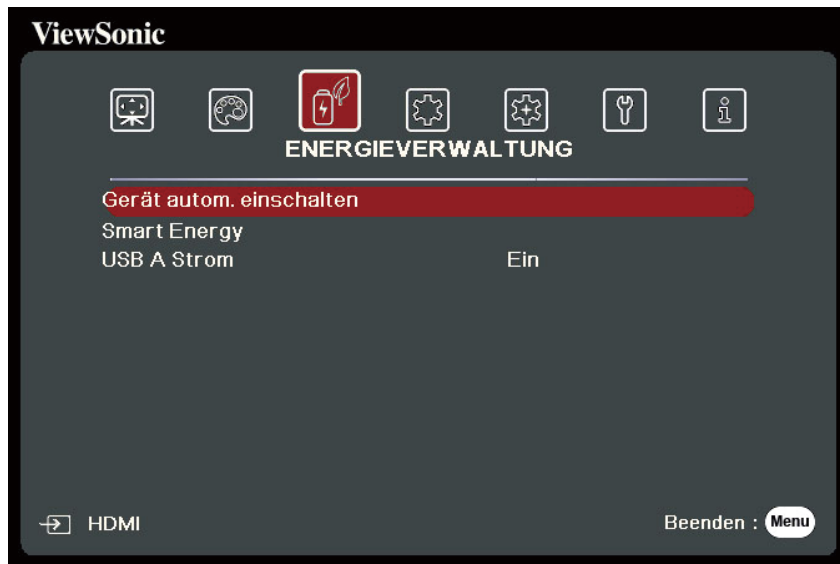 ViewSonic
ENERGIEVERWALTUNG
Gerät autom. einschalten
Smart Energy
USB A Strom Ein
HDMI Beenden : Menu